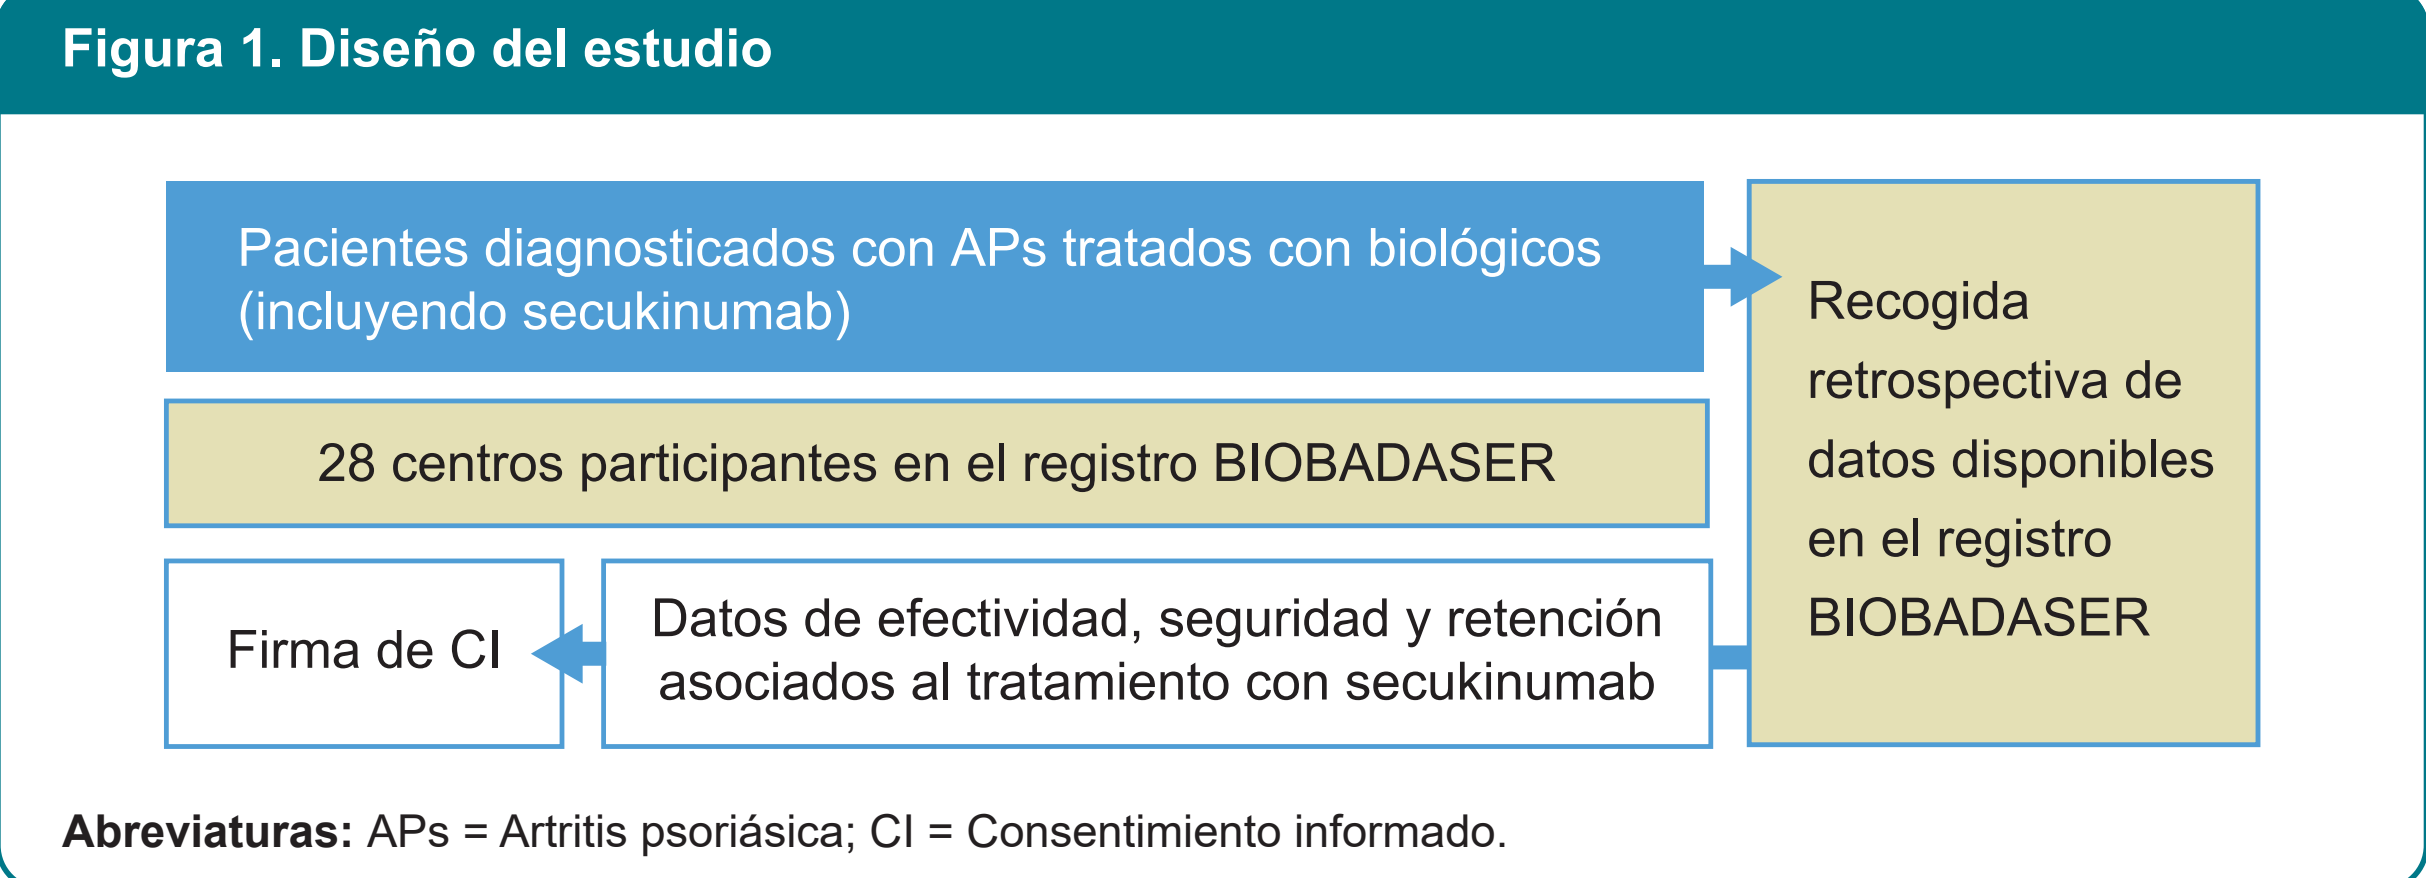 Figura 1. Diseño del estudio
Pacientes diagnosticados con APs tratados con biológicos
(incluyendo secukinumab)
28 centros participantes en el registro BIOBADASER
Recogida
retrospectiva de
datos disponibles
en el registro
BIOBADASER
Datos de efectividad, seguridad y retención
asociados al tratamiento con secukinumab
Firma de CI
Abreviaturas: APs = Artritis psoriásica; CI = Consentimiento informado.